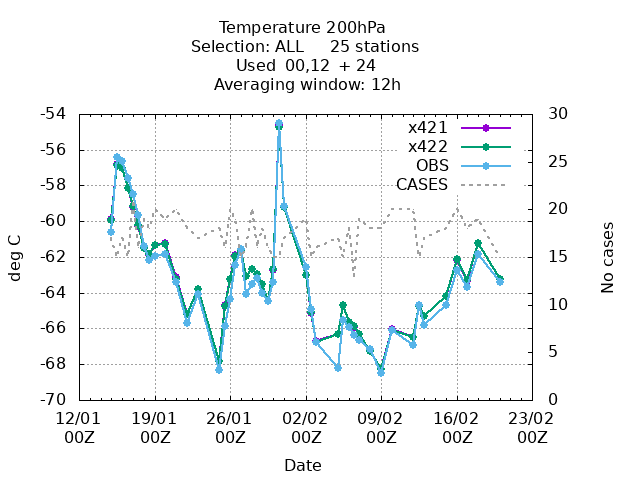 Temperature 200hPa
Selection: ALL 25 stations
Used 00,12 + 24
Averaging window: 12h
-54
-56
-58
-60
-62
-64
-66
-68
-70
deg C
30
25
20
15
10
5
0
No cases
x421
x422
OBS
CASES
12/01 19/01 26/01 02/02 09/02 16/02 23/02
00Z 00Z 00Z 00Z 00Z 00Z 00Z
Date